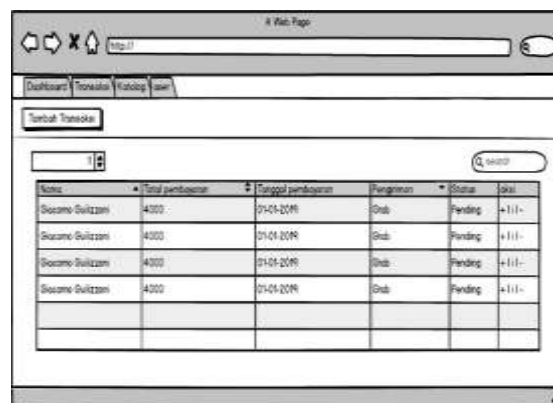 A Web Page
http://
Dashboard Transaksi Katalog user
Tambah Transaksi
1 search
Nama Total pembayaran Tanggal pembayaran Pengiriman Status aksi
Giacomo Guilizzoni 4000 01-01-2019 Grab Pending + | i | -
Giacomo Guilizzoni 4000 01-01-2019 Grab Pending + | i | -
Giacomo Guilizzoni 4000 01-01-2019 Grab Pending + | i | -
Giacomo Guilizzoni 4000 01-01-2019 Grab Pending + | i | -